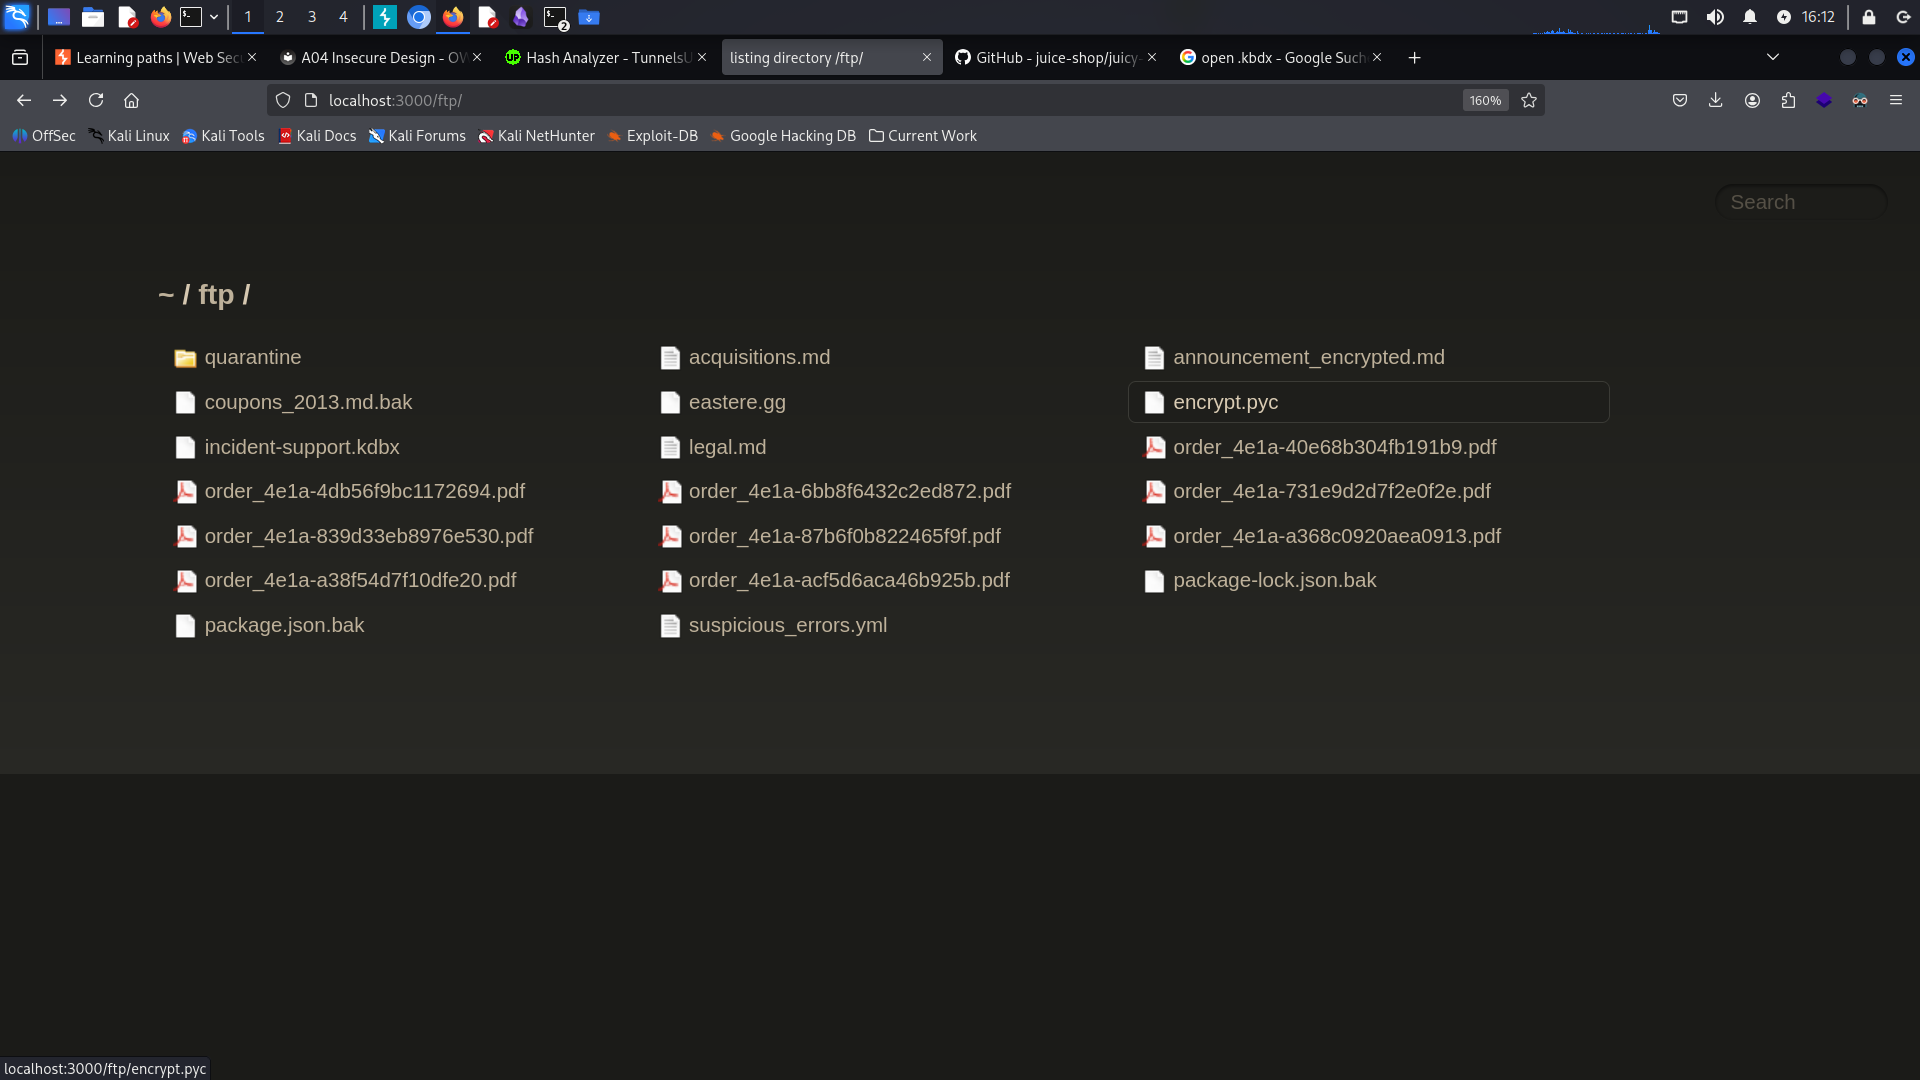 1 2 3 4 2 16:12
Learning paths | Web Sec A04 Insecure Design - OW Hash Analyzer - TunnelsU listing directory /ftp/ GitHub - juice-shop/juicy- open .kbdx - Google Such
localhost:3000/ftp/ 160%
OffSec Kali Linux Kali Tools Kali Docs Kali Forums Kali NetHunter Exploit-DB Google Hacking DB Current Work
Search
~ / ftp /
quarantine acquisitions.md announcement_encrypted.md
coupons_2013.md.bak eastere.gg encrypt.pyc
incident-support.kdbx legal.md order_4e1a-40e68b304fb191b9.pdf
order_4e1a-4db56f9bc1172694.pdf order_4e1a-6bb8f6432c2ed872.pdf order_4e1a-731e9d2d7f2e0f2e.pdf
order_4e1a-839d33eb8976e530.pdf order_4e1a-87b6f0b822465f9f.pdf order_4e1a-a368c0920aea0913.pdf
order_4e1a-a38f54d7f10dfe20.pdf order_4e1a-acf5d6aca46b925b.pdf package-lock.json.bak
package.json.bak suspicious_errors.yml
localhost:3000/ftp/encrypt.pyc